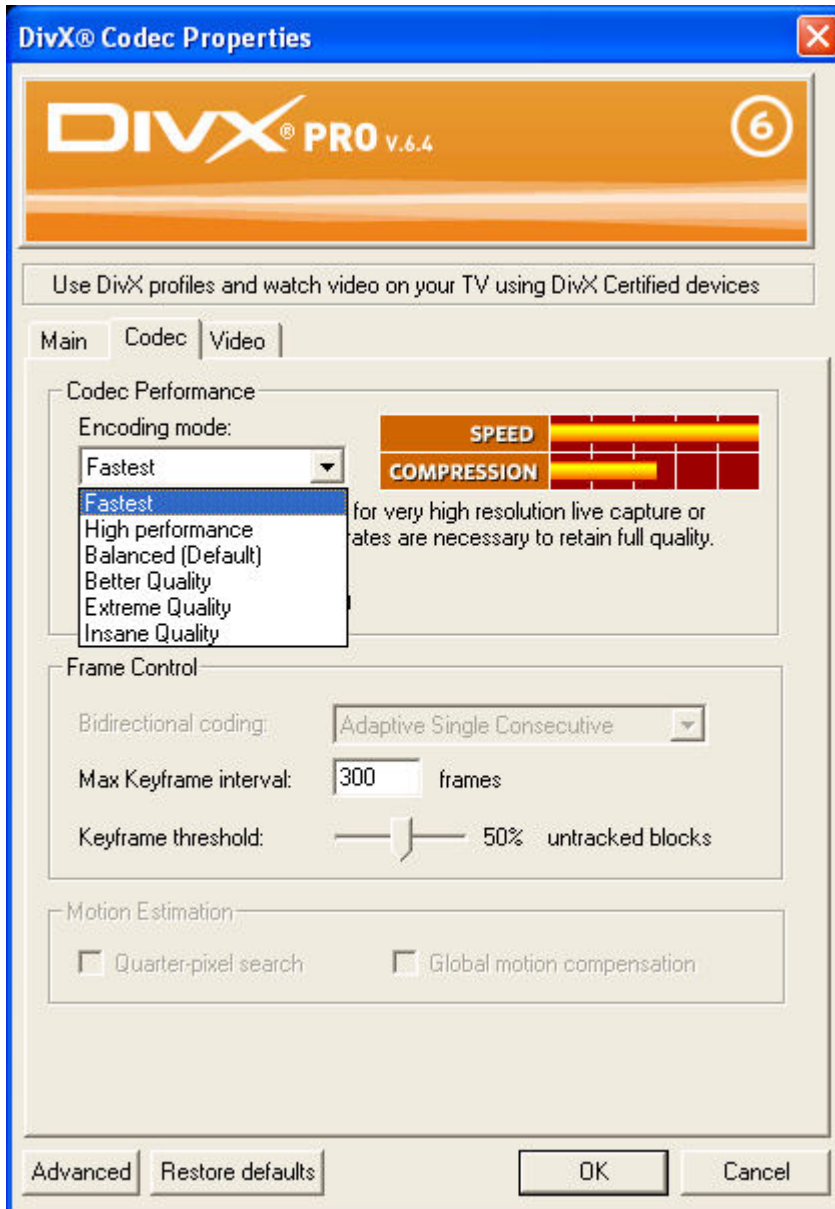 DivX® Codec Properties
DIVX® PRO V.6.4
6
Use DivX profiles and watch video on your TV using DivX Certified devices
Main Codec Video
Codec Performance
Encoding mode:
SPEED
Fastest
COMPRESSION
Fastest
for very high resolution live capture or
High performance
rates are necessary to retain full quality.
Balanced (Default)
Better Quality
Extreme Quality
Insane Quality
Frame Control
Bidirectional coding: Adaptive Single Consecutive
Max Keyframe interval: 300 frames
Keyframe threshold: 50% untracked blocks
Motion Estimation
Quarter-pixel search Global motion compensation
Advanced Restore defaults OK Cancel